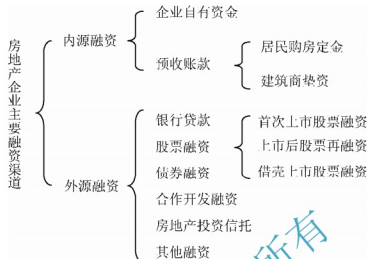 房地产企业主要融资渠道
内源融资
企业自有资金
预收账款
居民购房定金
建筑商垫资
外源融资
银行贷款
股票融资
首次上市股票融资
上市后股票再融资
借壳上市股票融资
债券融资
合作开发融资
房地产投资信托
其他融资
所有